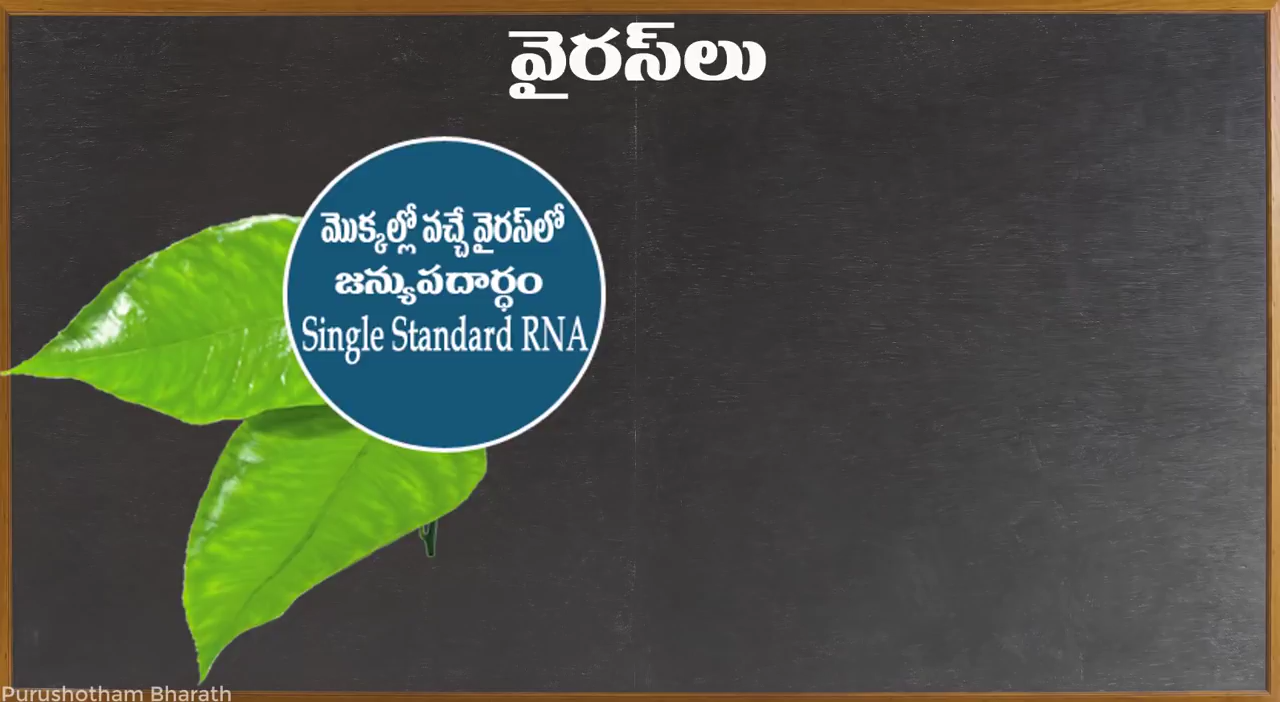 వైరస్‌లు
మొక్కల్లో వచ్చే వైరస్‌లో
జన్యుపదార్ధం
Single Standard RNA
Purushotham Bharath